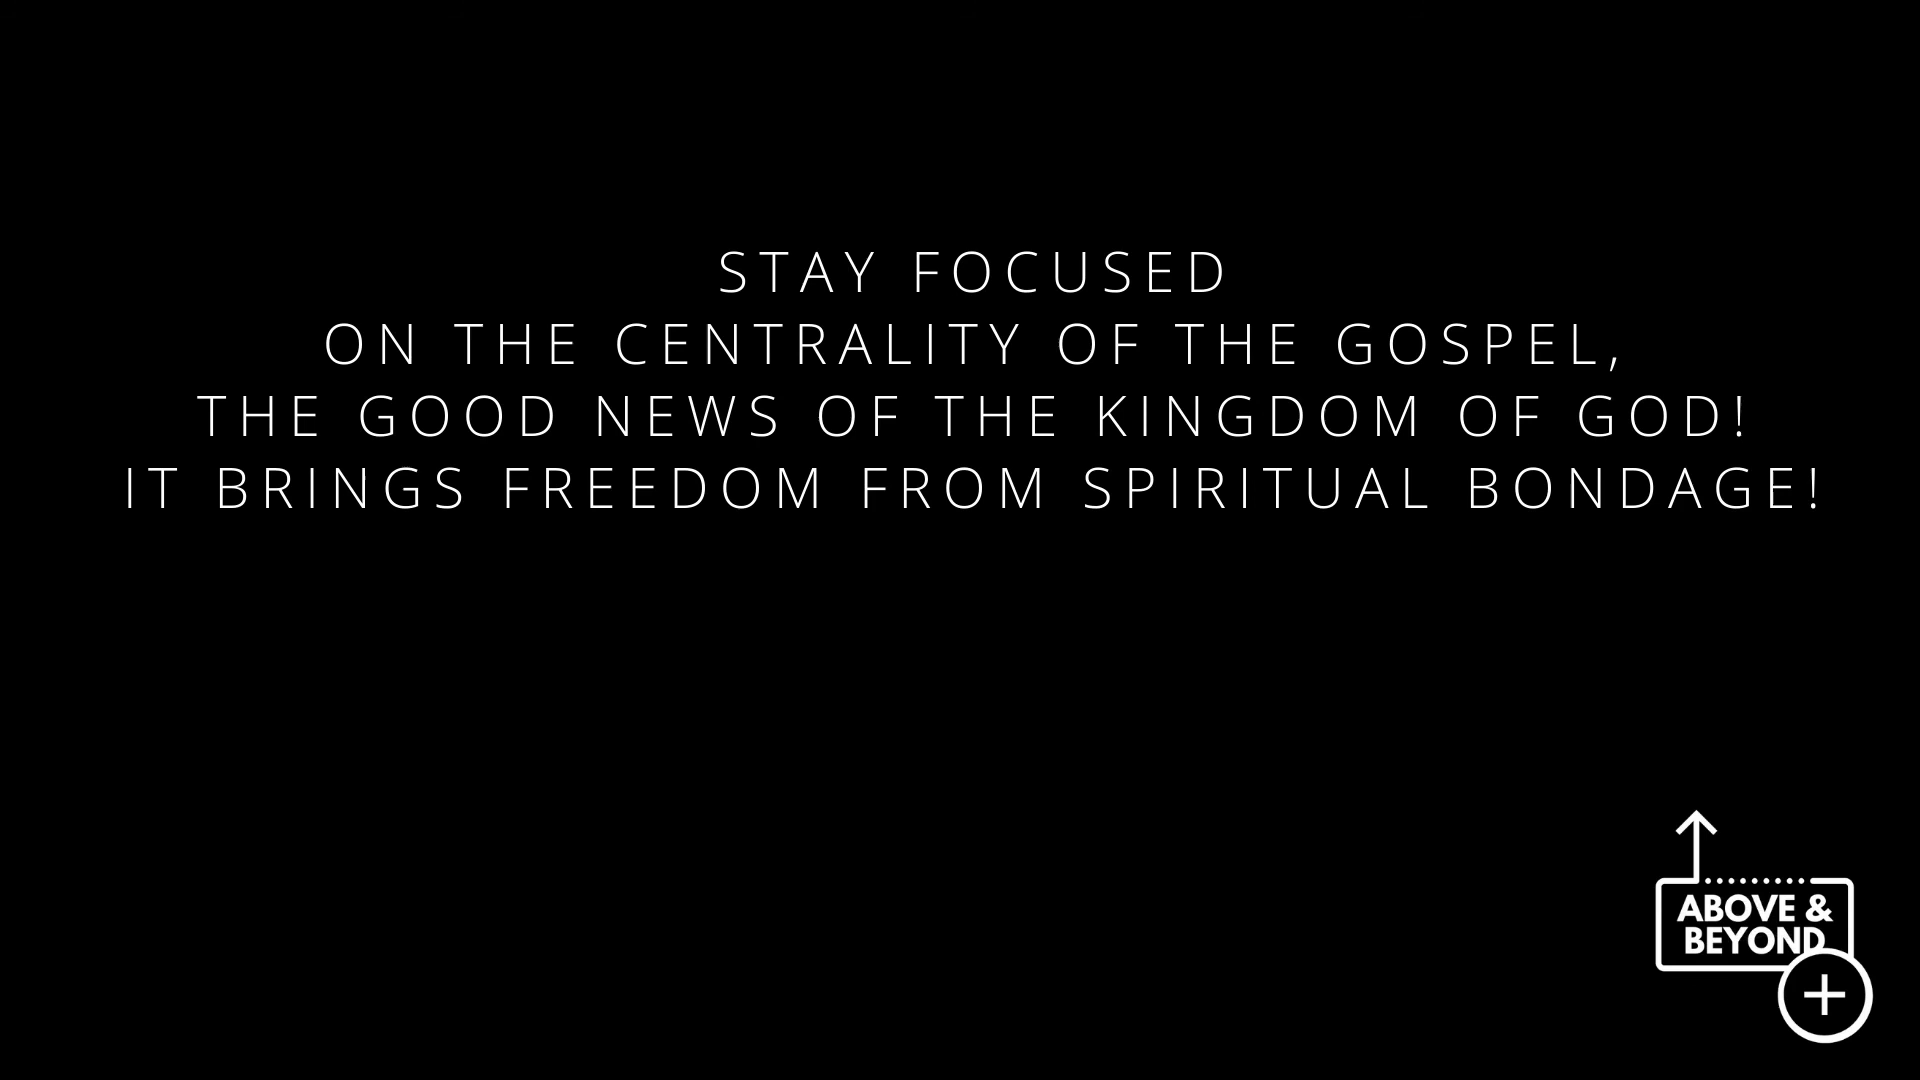 STAY FOCUSED
ON THE CENTRALITY OF THE GOSPEL,
THE GOOD NEWS OF THE KINGDOM OF GOD!
IT BRINGS FREEDOM FROM SPIRITUAL BONDAGE!
ABOVE &
BEYOND
+